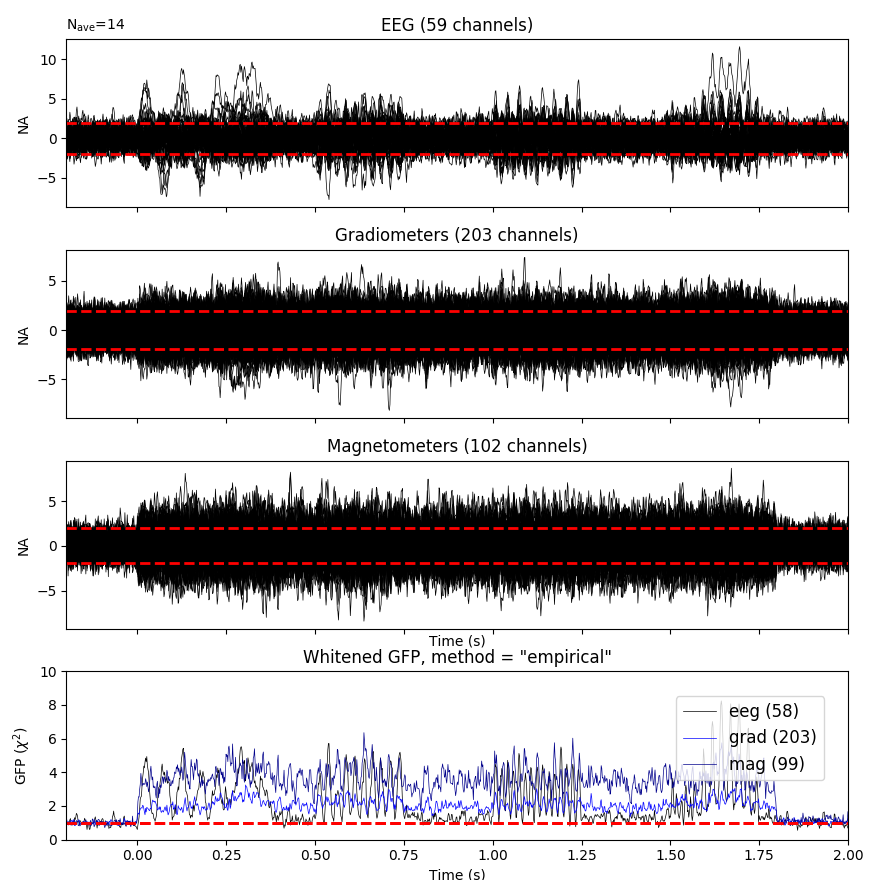 N_ave=14
EEG (59 channels)
10
5
0
−5
NA
Gradiometers (203 channels)
5
0
−5
NA
Magnetometers (102 channels)
5
0
−5
NA
Time (s)
Whitened GFP, method = "empirical"
10
8
6
4
2
0
GFP (χ²)
eeg (58)
grad (203)
mag (99)
0.00 0.25 0.50 0.75 1.00 1.25 1.50 1.75 2.00
Time (s)